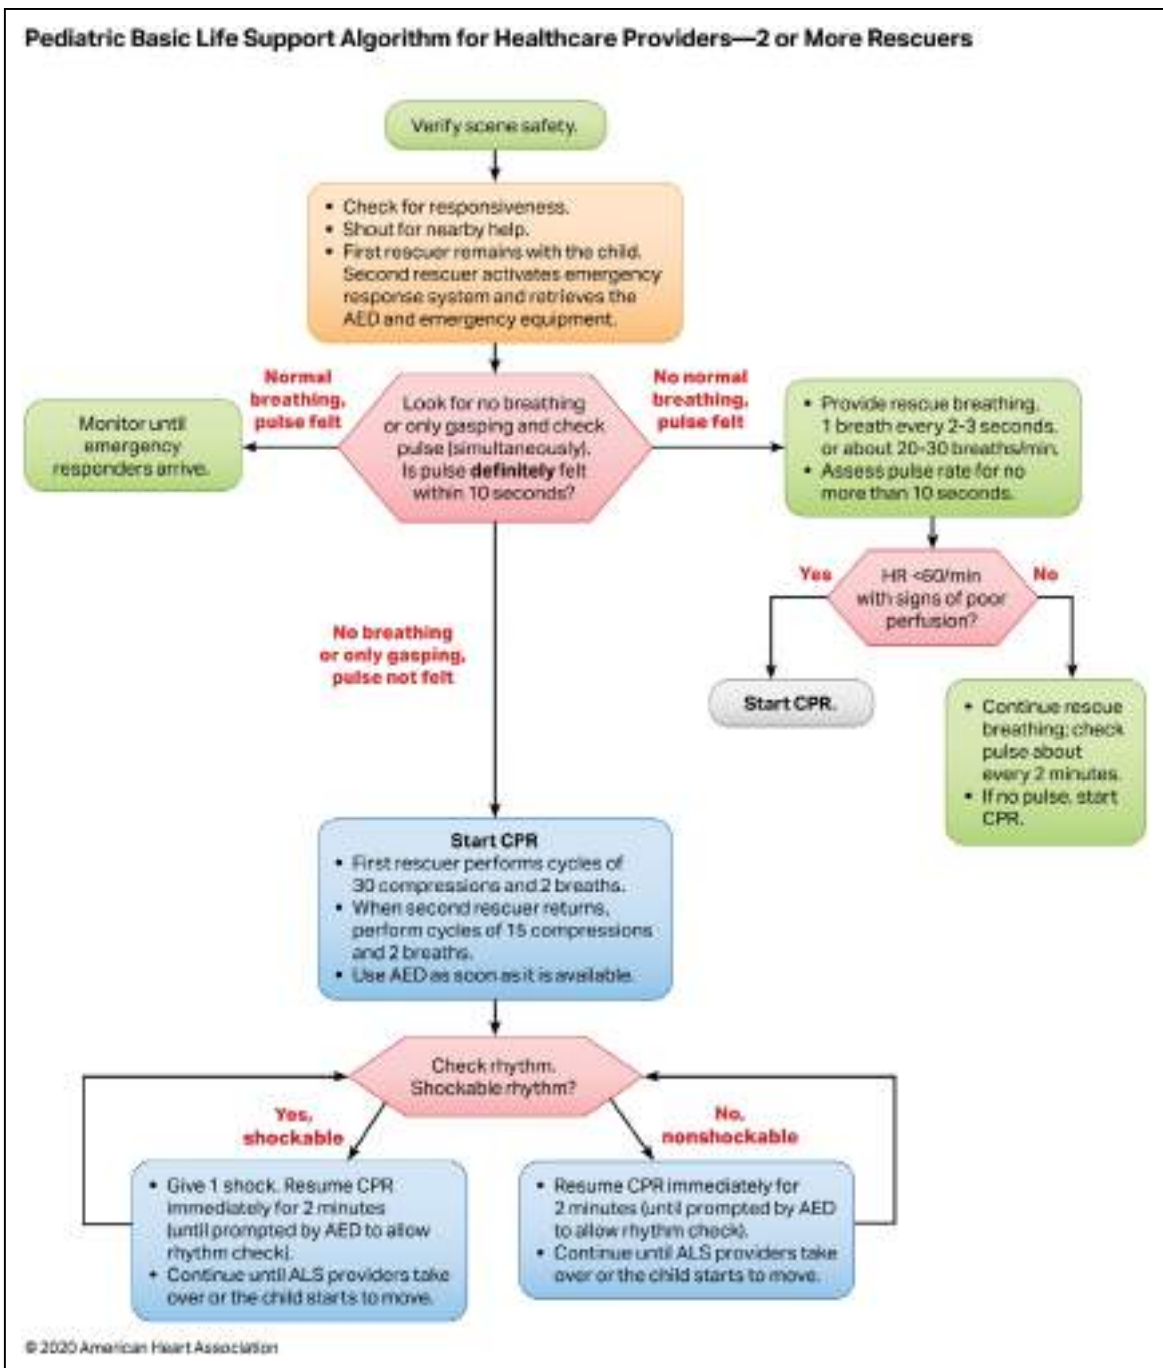 Pediatric Basic Life Support Algorithm for Healthcare Providers—2 or More Rescuers
Verify scene safety.
• Check for responsiveness.
• Shout for nearby help.
• First rescuer remains with the child.
Second rescuer activates emergency
response system and retrieves the
AED and emergency equipment.
Normal
breathing,
pulse felt
Monitor until
emergency
responders arrive.
Look for no breathing
or only gasping and check
pulse (simultaneously).
Is pulse definitely felt
within 10 seconds?
No normal
breathing,
pulse felt
• Provide rescue breathing,
1 breath every 2-3 seconds,
or about 20-30 breaths/min.
• Assess pulse rate for no
more than 10 seconds.
Yes
HR <60/min
with signs of poor
perfusion?
No
Start CPR.
• Continue rescue
breathing; check
pulse about
every 2 minutes.
• If no pulse, start
CPR.
No breathing
or only gasping,
pulse not felt
Start CPR
• First rescuer performs cycles of
30 compressions and 2 breaths.
• When second rescuer returns,
perform cycles of 15 compressions
and 2 breaths.
• Use AED as soon as it is available.
Check rhythm.
Shockable rhythm?
Yes,
shockable
No,
nonshockable
• Give 1 shock. Resume CPR
immediately for 2 minutes
(until prompted by AED to allow
rhythm check).
• Continue until ALS providers take
over or the child starts to move.
• Resume CPR immediately for
2 minutes (until prompted by AED
to allow rhythm check).
• Continue until ALS providers take
over or the child starts to move.
© 2020 American Heart Association